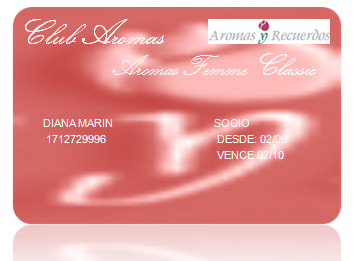 Club Aromas
Aromas y Recuerdos
Aromas Femme Classic
DIANA MARIN
1712729996
SOCIO
DESDE: 02/09
VENCE 02/10